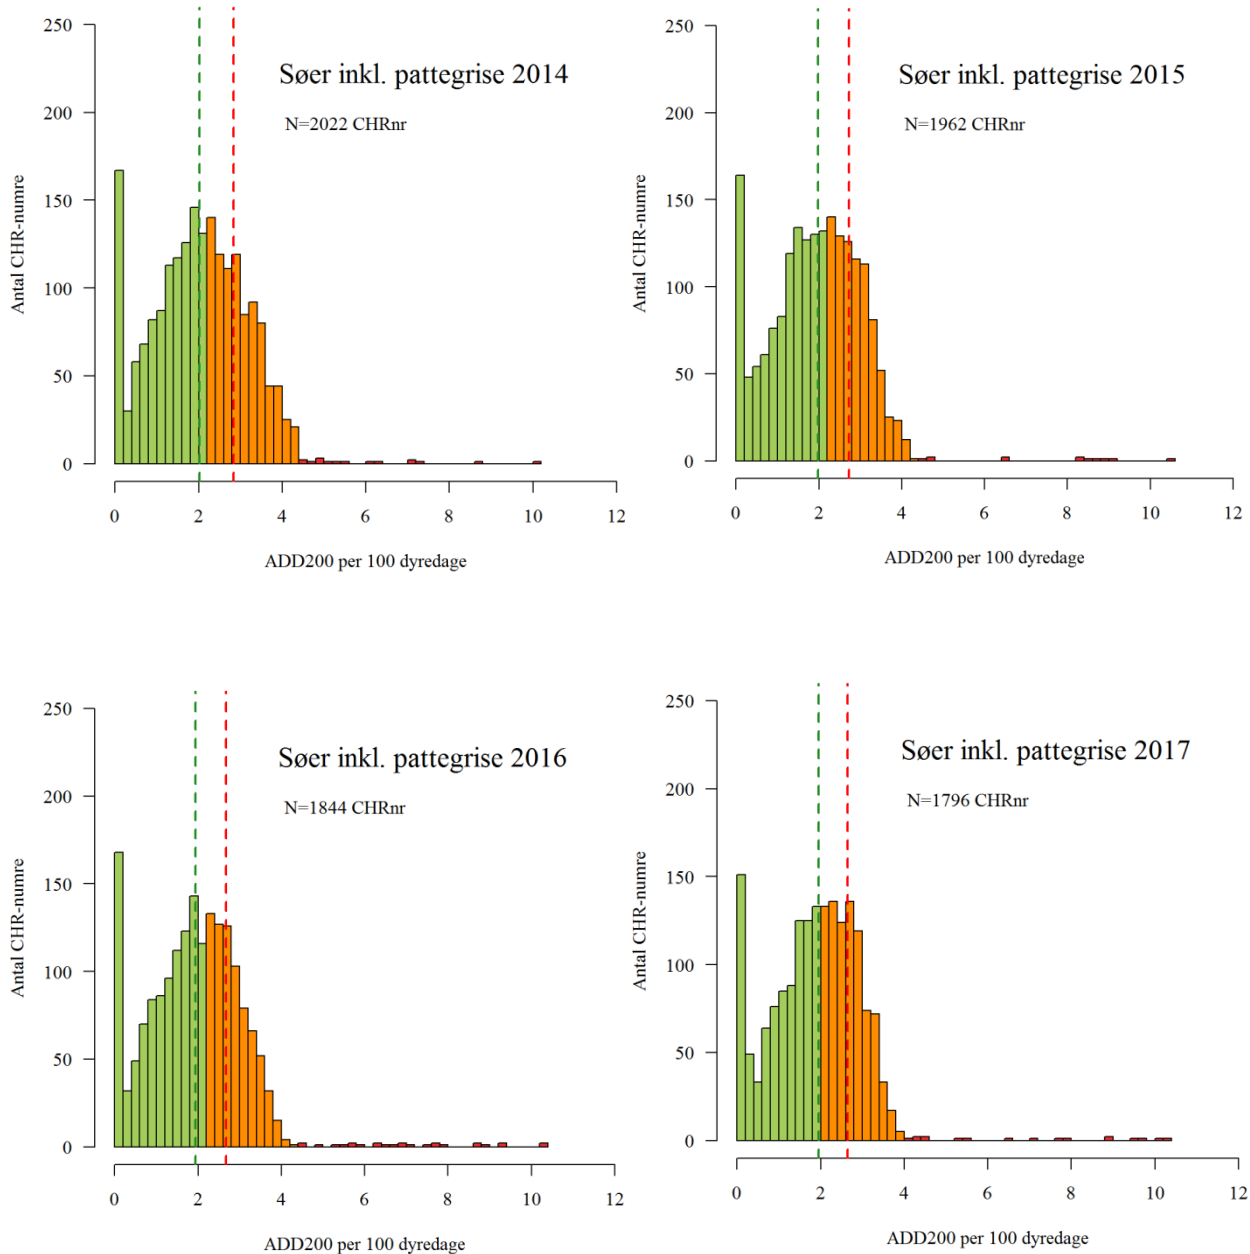 Søer inkl. pattegrise 2014
N=2022 CHRnr
Antal CHR-numre
250
200
150
100
50
0
0 2 4 6 8 10 12
ADD200 per 100 dyredage
Søer inkl. pattegrise 2015
N=1962 CHRnr
Antal CHR-numre
250
200
150
100
50
0
0 2 4 6 8 10 12
ADD200 per 100 dyredage
Søer inkl. pattegrise 2016
N=1844 CHRnr
Antal CHR-numre
250
200
150
100
50
0
0 2 4 6 8 10 12
ADD200 per 100 dyredage
Søer inkl. pattegrise 2017
N=1796 CHRnr
Antal CHR-numre
250
200
150
100
50
0
0 2 4 6 8 10 12
ADD200 per 100 dyredage